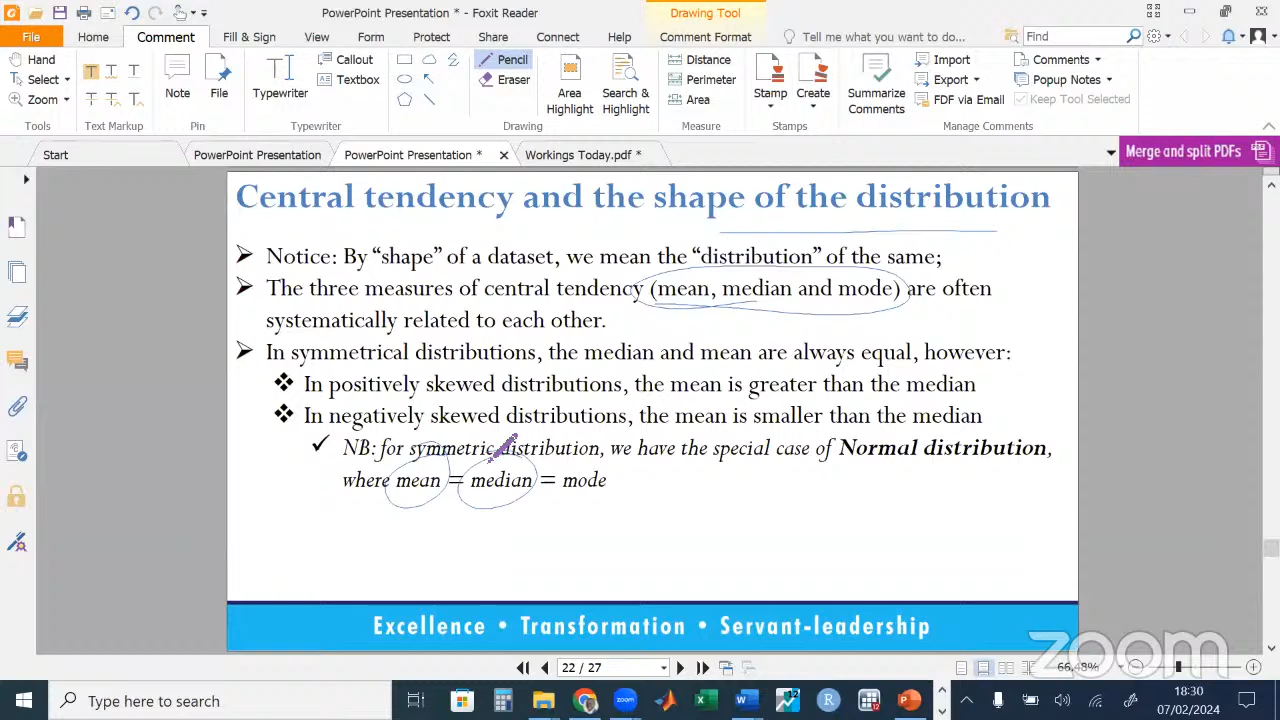 PowerPoint Presentation * - Foxit Reader
Drawing Tool
File Home Comment Fill & Sign View Form Protect Share Connect Help Comment Format Tell me what you want to do... Find
Hand
Select
Zoom
Tools
Text Markup
Note
File
Pin
Typewriter
Callout
Textbox
Typewriter
Pencil
Eraser
Drawing
Area Highlight
Search & Highlight
Distance
Perimeter
Area
Measure
Stamp
Create
Stamps
Summarize Comments
Import
Export
FDF via Email
Comments
Popup Notes
Keep Tool Selected
Manage Comments
Start PowerPoint Presentation PowerPoint Presentation * Workings Today.pdf * Merge and split PDFs
Central tendency and the shape of the distribution
Notice: By “shape” of a dataset, we mean the “distribution” of the same;
The three measures of central tendency (mean, median and mode) are often
systematically related to each other.
In symmetrical distributions, the median and mean are always equal, however:
In positively skewed distributions, the mean is greater than the median
In negatively skewed distributions, the mean is smaller than the median
NB: for symmetric distribution, we have the special case of Normal distribution,
where mean = median = mode
Excellence • Transformation • Servant-leadership
zoom
22 / 27
66.48%
Type here to search
18:30
07/02/2024